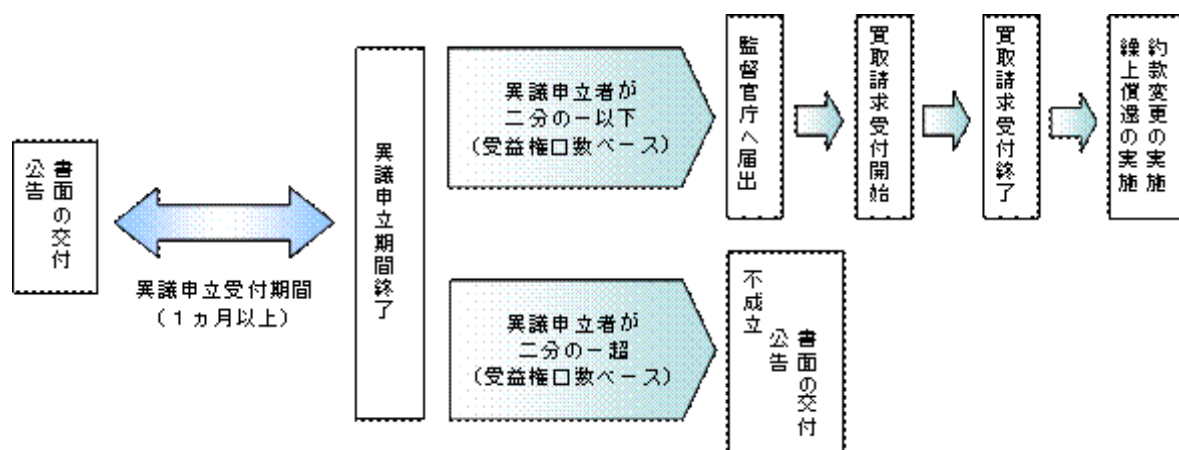 書面の交付
公告
異議申立受付期間
（１ヵ月以上）
異議申立期間終了
異議申立者が
二分の一以下
（受益権口数ベース）
監督官庁へ届出
買取請求受付開始
買取請求受付終了
約款変更の実施
繰上償還の実施
異議申立者が
二分の一超
（受益権口数ベース）
不成立
書面の交付
公告